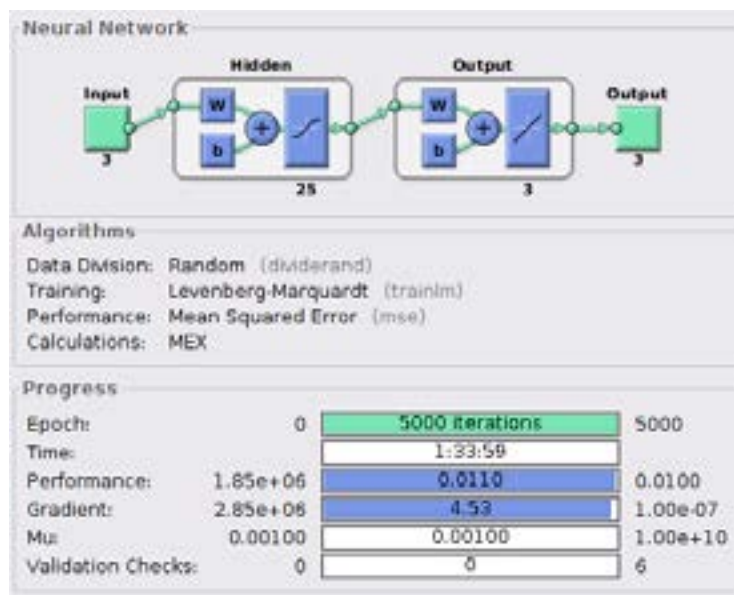 Neural Network
Hidden
Output
Input
Output
W
b
+
W
b
+
3
25
3
3
Algorithms
Data Division: Random (dividerand)
Training: Levenberg-Marquardt (trainlm)
Performance: Mean Squared Error (mse)
Calculations: MEX
Progress
Epoch: 0 5000 iterations 5000
Time: 1:33:59
Performance: 1.85e+06 0.0110 0.0100
Gradient: 2.85e+06 4.53 1.00e-07
Mu: 0.00100 0.00100 1.00e+10
Validation Checks: 0 0 6